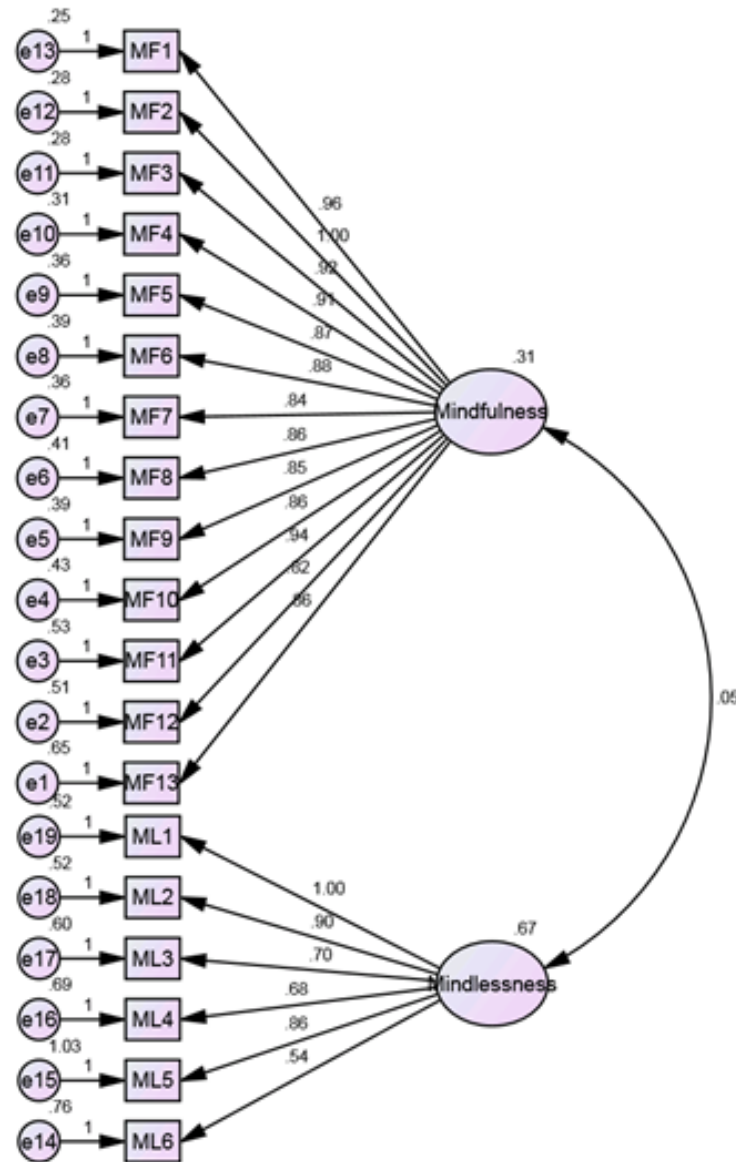 .25
e13 1 MF1
.28
e12 1 MF2
.28
e11 1 MF3
.31
e10 1 MF4
.36
e9 1 MF5
.39
e8 1 MF6
.36
e7 1 MF7
.41
e6 1 MF8
.39
e5 1 MF9
.43
e4 1 MF10
.53
e3 1 MF11
.51
e2 1 MF12
.65
e1 1 MF13
.52
e19 1 ML1
.52
e18 1 ML2
.60
e17 1 ML3
.69
e16 1 ML4
1.03
e15 1 ML5
.76
e14 1 ML6
.96
1.00
.92
.91
.87
.88
.84
.86
.85
.86
.94
.82
.86
.31
Mindfulness
.05
1.00
.90
.70
.68
.86
.54
.67
Mindlessness